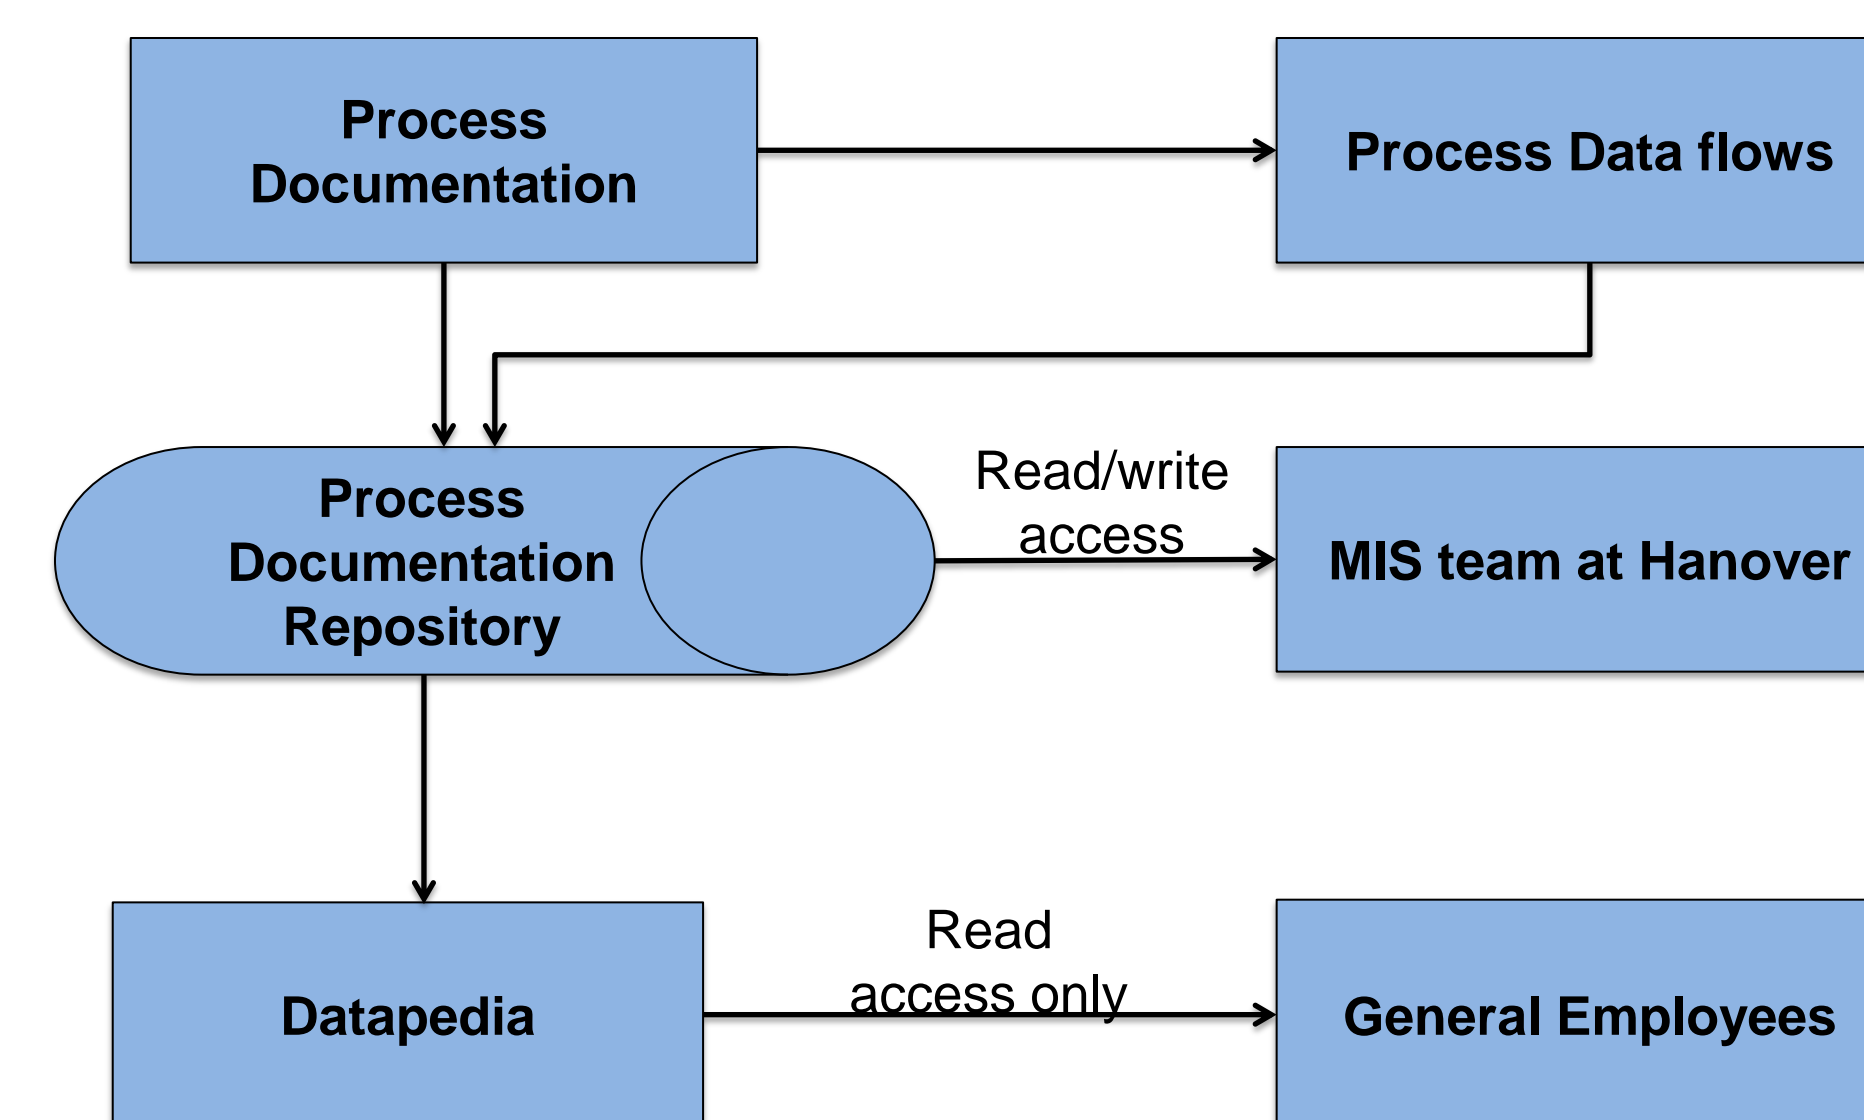 Process
Documentation
Process Data flows
Process
Documentation
Repository
Read/write
access
MIS team at Hanover
Datapedia
Read
access only
General Employees